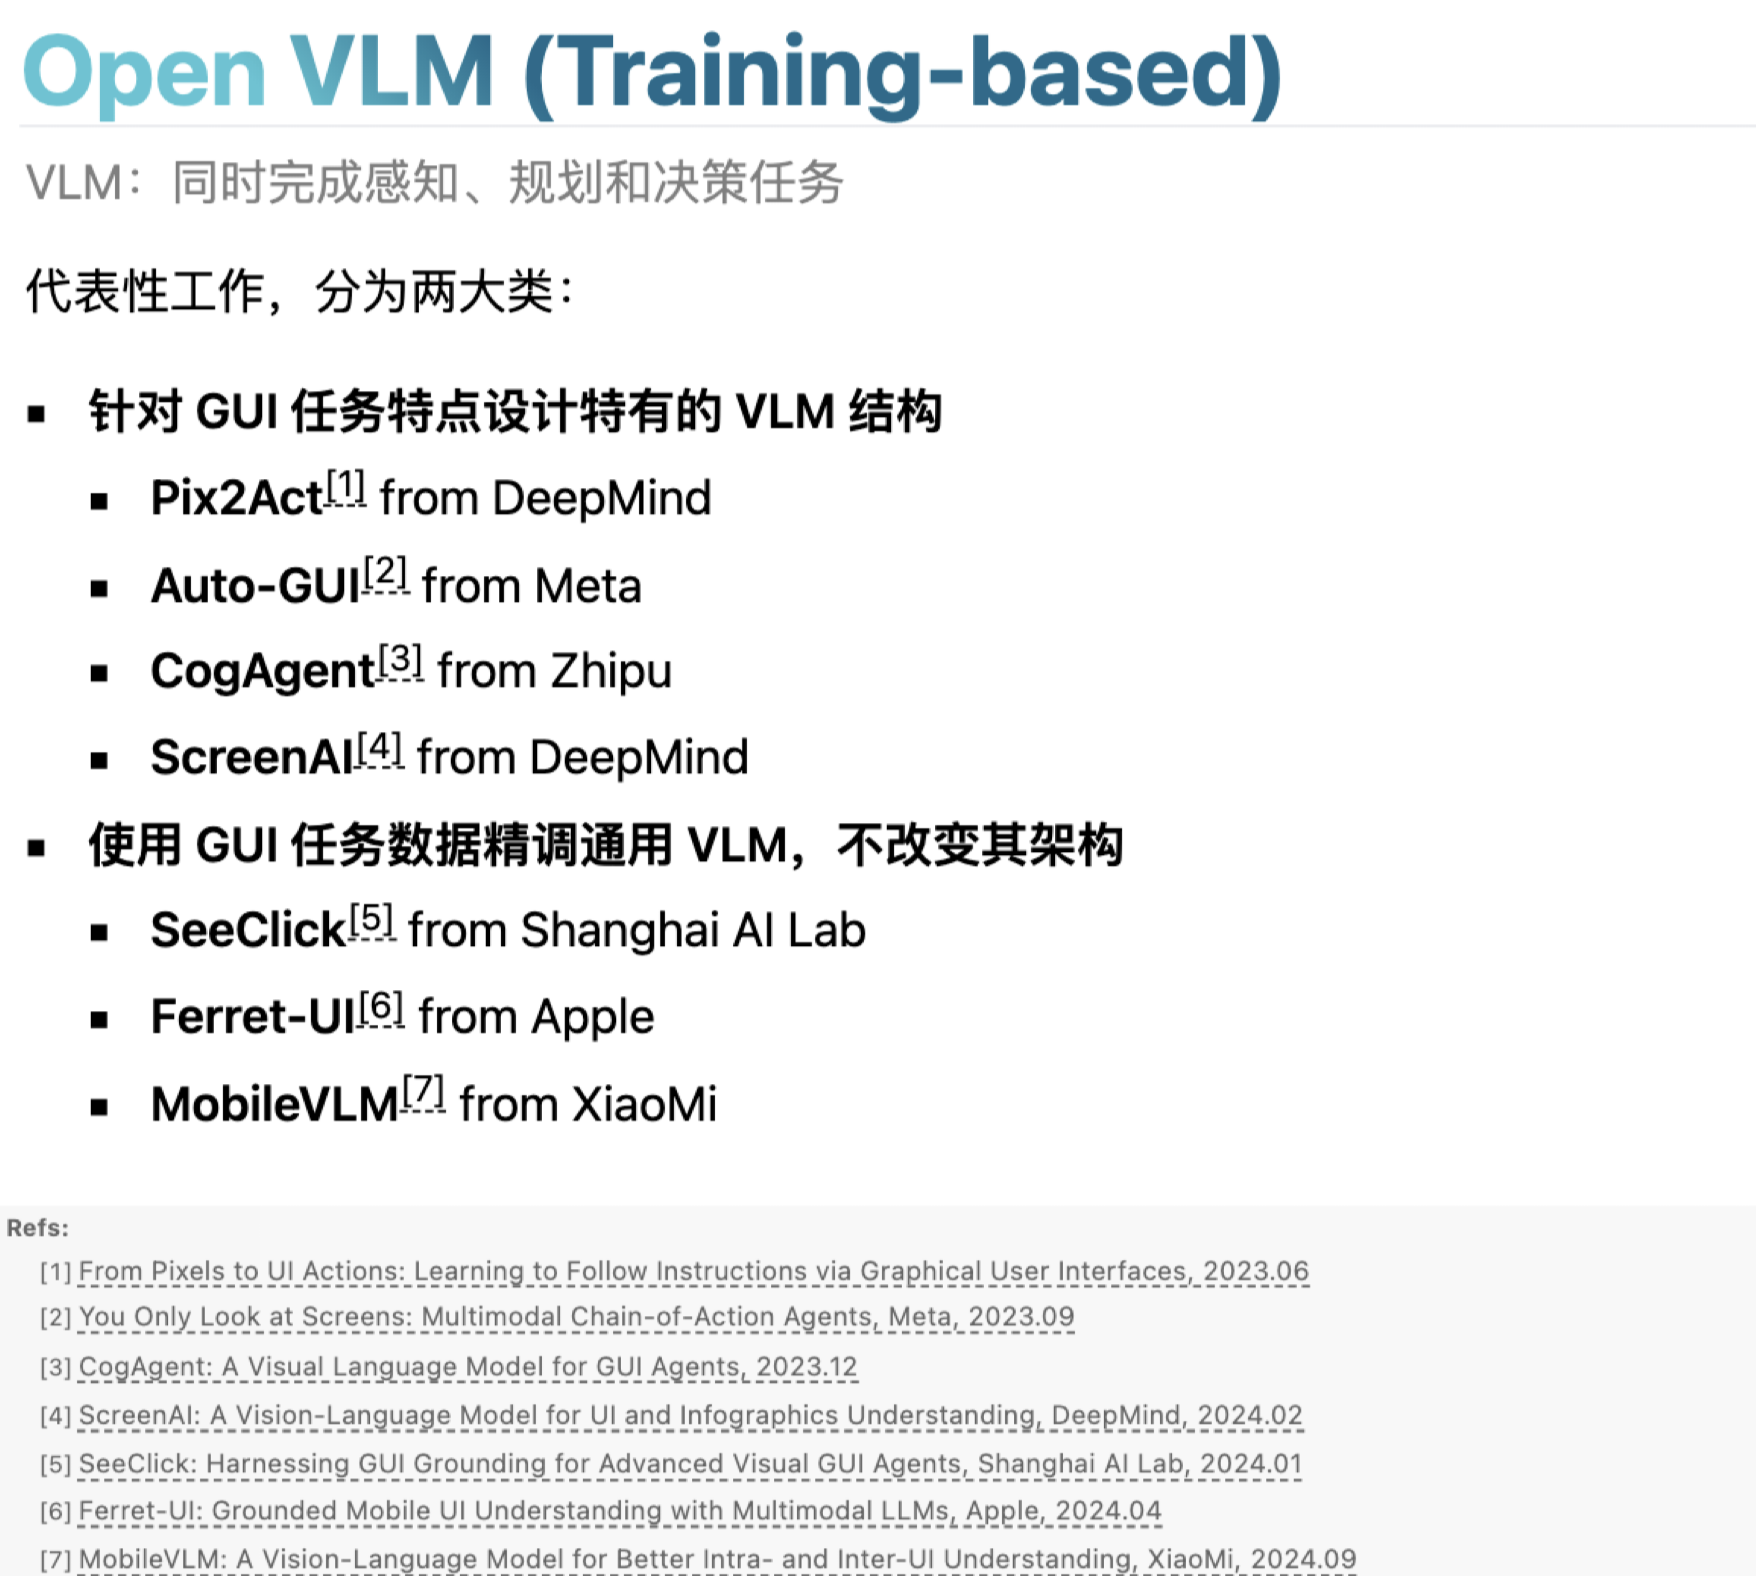 Open VLM (Training-based)
VLM：同时完成感知、规划和决策任务
代表性工作，分为两大类：
▪ 针对 GUI 任务特点设计特有的 VLM 结构
▪ Pix2Act[1] from DeepMind
▪ Auto-GUI[2] from Meta
▪ CogAgent[3] from Zhipu
▪ ScreenAI[4] from DeepMind
▪ 使用 GUI 任务数据精调通用 VLM，不改变其架构
▪ SeeClick[5] from Shanghai AI Lab
▪ Ferret-UI[6] from Apple
▪ MobileVLM[7] from XiaoMi
Refs:
[1] From Pixels to UI Actions: Learning to Follow Instructions via Graphical User Interfaces, 2023.06
[2] You Only Look at Screens: Multimodal Chain-of-Action Agents, Meta, 2023.09
[3] CogAgent: A Visual Language Model for GUI Agents, 2023.12
[4] ScreenAI: A Vision-Language Model for UI and Infographics Understanding, DeepMind, 2024.02
[5] SeeClick: Harnessing GUI Grounding for Advanced Visual GUI Agents, Shanghai AI Lab, 2024.01
[6] Ferret-UI: Grounded Mobile UI Understanding with Multimodal LLMs, Apple, 2024.04
[7] MobileVLM: A Vision-Language Model for Better Intra- and Inter-UI Understanding, XiaoMi, 2024.09